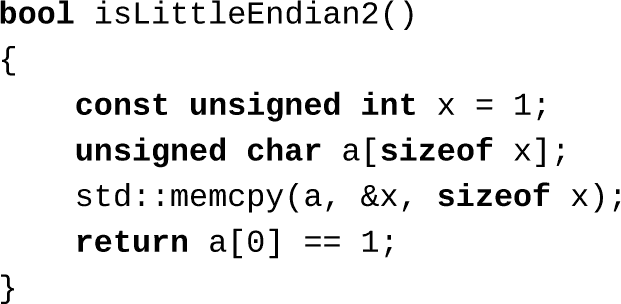 bool isLittleEndian2()
{
    const unsigned int x = 1;
    unsigned char a[sizeof x];
    std::memcpy(a, &x, sizeof x);
    return a[0] == 1;
}